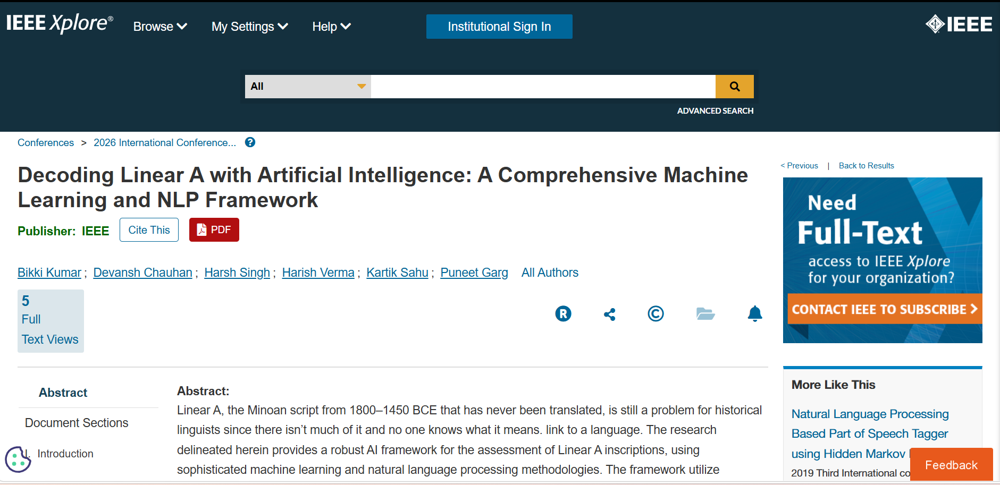 IEEE Xplore®
Browse
My Settings
Help
Institutional Sign In
IEEE
All
ADVANCED SEARCH
Conferences > 2026 International Conference...
Decoding Linear A with Artificial Intelligence: A Comprehensive Machine
Learning and NLP Framework
Publisher: IEEE
Cite This
PDF
Bikki Kumar ; Devansh Chauhan ; Harsh Singh ; Harish Verma ; Kartik Sahu ; Puneet Garg All Authors
5
Full
Text Views
Abstract
Document Sections
I. Introduction
Abstract:
Linear A, the Minoan script from 1800–1450 BCE that has never been translated, is still a problem for historical
linguists since there isn’t much of it and no one knows what it means. link to a language. The research
delineated herein provides a robust AI framework for the assessment of Linear A inscriptions, using
sophisticated machine learning and natural language processing methodologies. The framework utilize
< Previous | Back to Results
Need
Full-Text
access to IEEE Xplore
for your organization?
CONTACT IEEE TO SUBSCRIBE >
More Like This
Natural Language Processing
Based Part of Speech Tagger
using Hidden Markov
2019 Third International co
Feedback